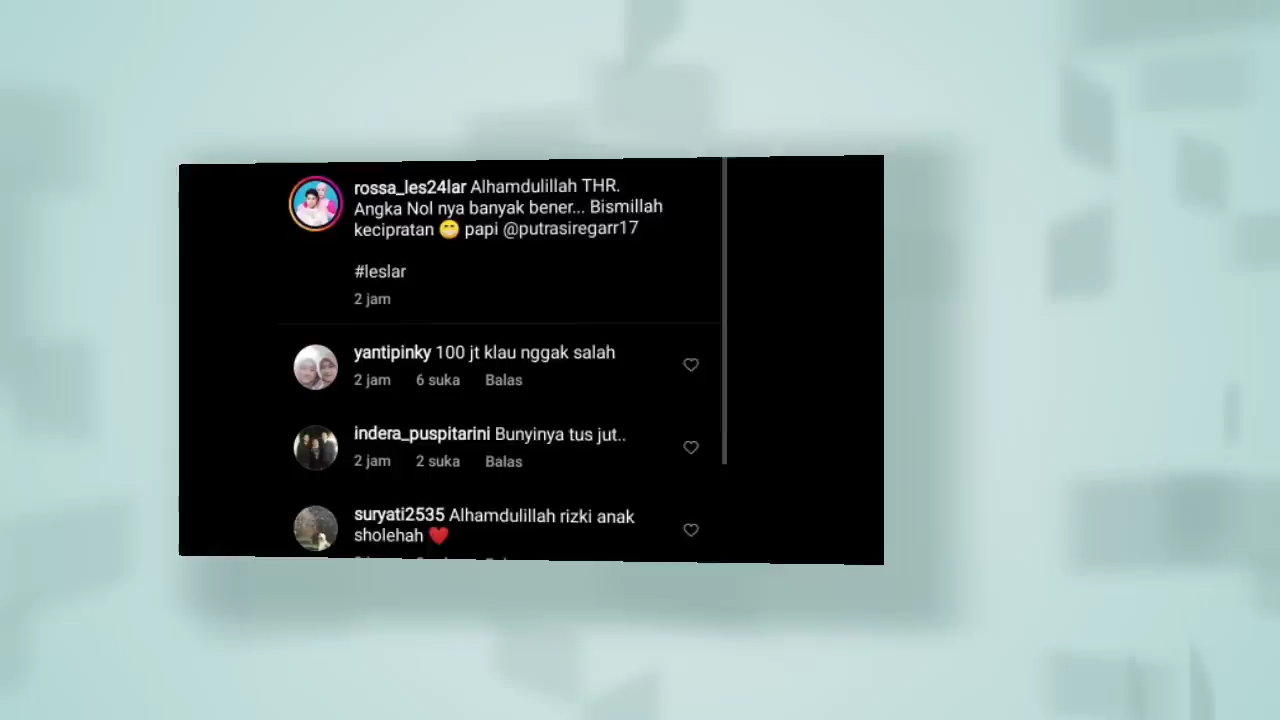 rossa_les24lar Alhamdulillah THR.
Angka Nol nya banyak bener... Bismillah
kecipratan 😁 papi @putrasiregarr17
#leslar
2 jam
yantipinky 100 jt klau nggak salah
2 jam 6 suka Balas
indera_puspitarini Bunyinya tus jut..
2 jam 2 suka Balas
suryati2535 Alhamdulillah rizki anak
sholehah ❤️